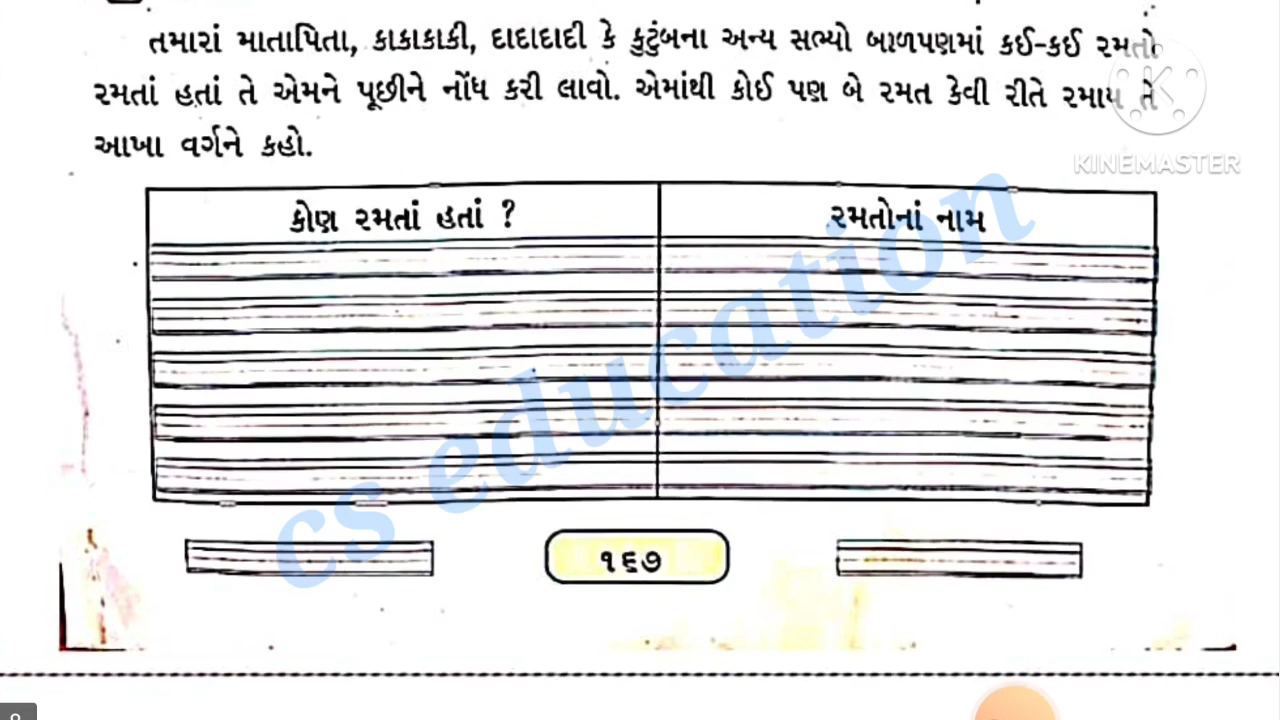 તમારાં માતાપિતા, કાકાકાકી, દાદાદાદી કે કુટુંબના અન્ય સભ્યો બાળપણમાં કઈ-કઈ રમતો
રમતાં હતાં તે એમને પૂછીને નોંધ કરી લાવો. એમાંથી કોઈ પણ બે રમત કેવી રીતે રમાય તે
આખા વર્ગને કહો.
KINEMASTER
કોણ રમતાં હતાં ?
રમતોનાં નામ
cs education
૧૬૭